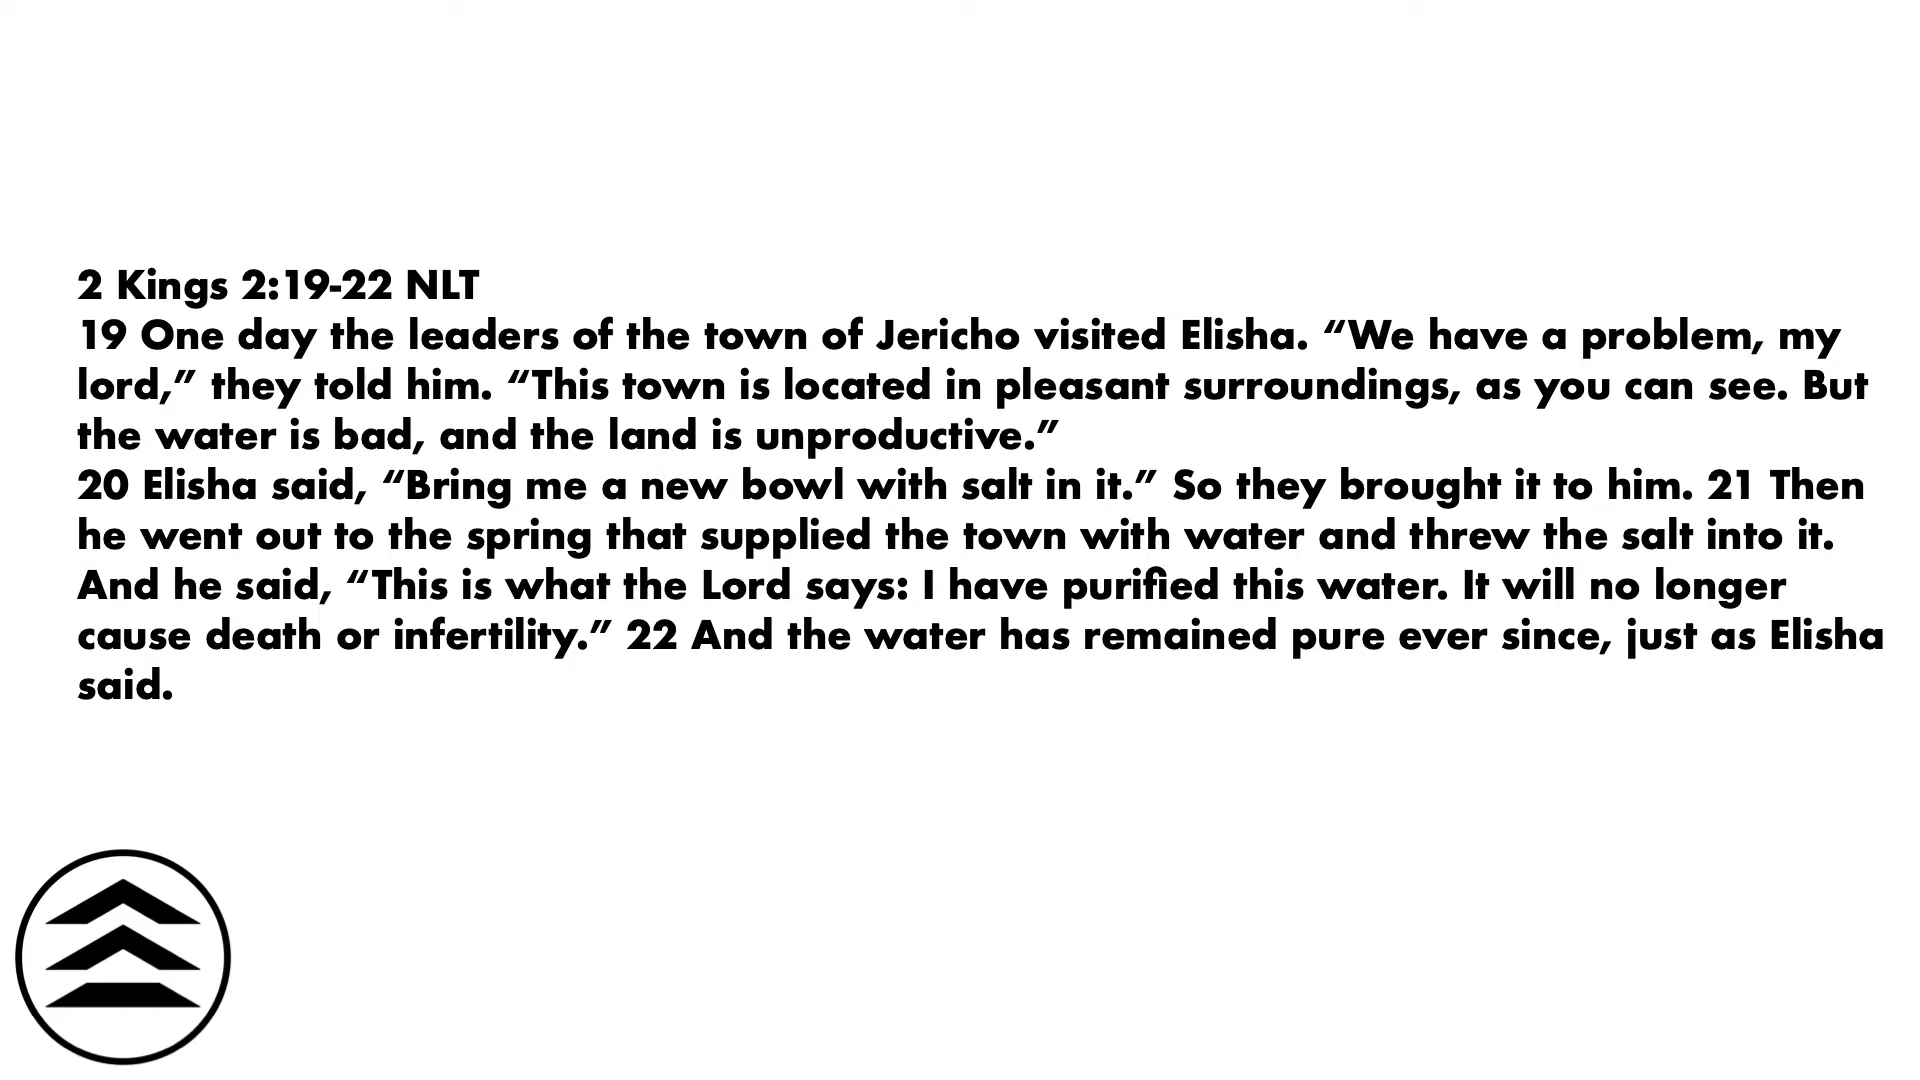 2 Kings 2:19-22 NLT
19 One day the leaders of the town of Jericho visited Elisha. “We have a problem, my
lord,” they told him. “This town is located in pleasant surroundings, as you can see. But
the water is bad, and the land is unproductive.”
20 Elisha said, “Bring me a new bowl with salt in it.” So they brought it to him. 21 Then
he went out to the spring that supplied the town with water and threw the salt into it.
And he said, “This is what the Lord says: I have purified this water. It will no longer
cause death or infertility.” 22 And the water has remained pure ever since, just as Elisha
said.